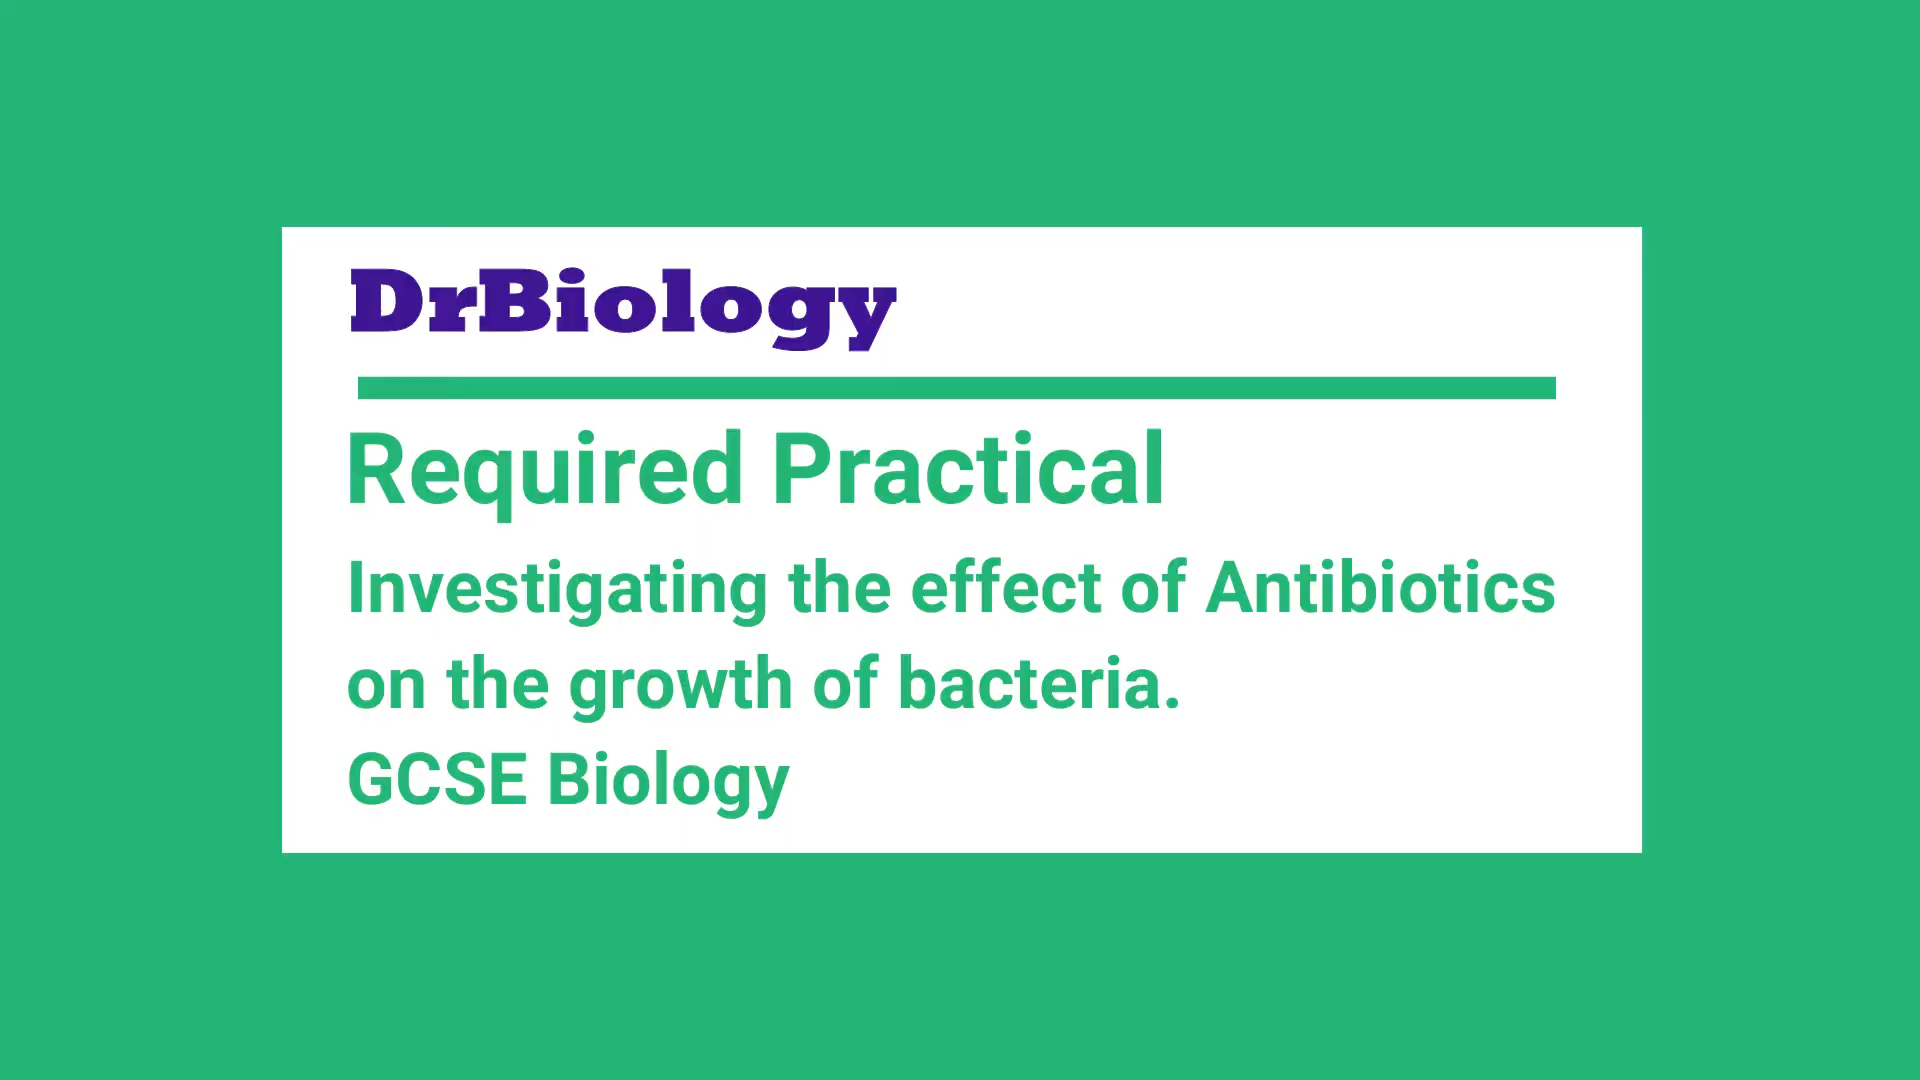 DrBiology
Required Practical
Investigating the effect of Antibiotics
on the growth of bacteria.
GCSE Biology